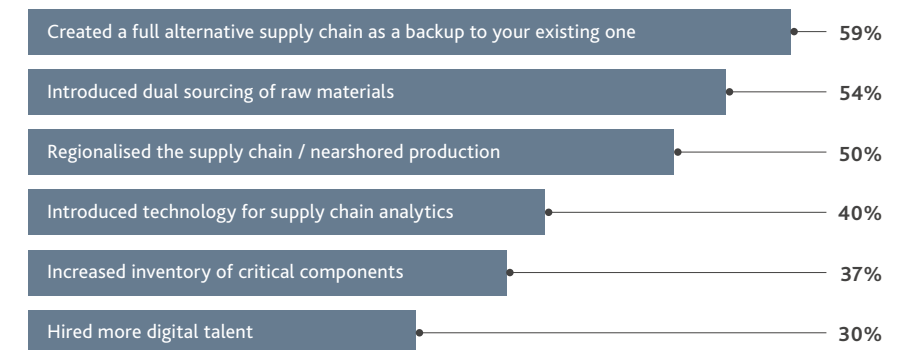 Created a full alternative supply chain as a backup to your existing one 59%
Introduced dual sourcing of raw materials 54%
Regionalised the supply chain / nearshored production 50%
Introduced technology for supply chain analytics 40%
Increased inventory of critical components 37%
Hired more digital talent 30%